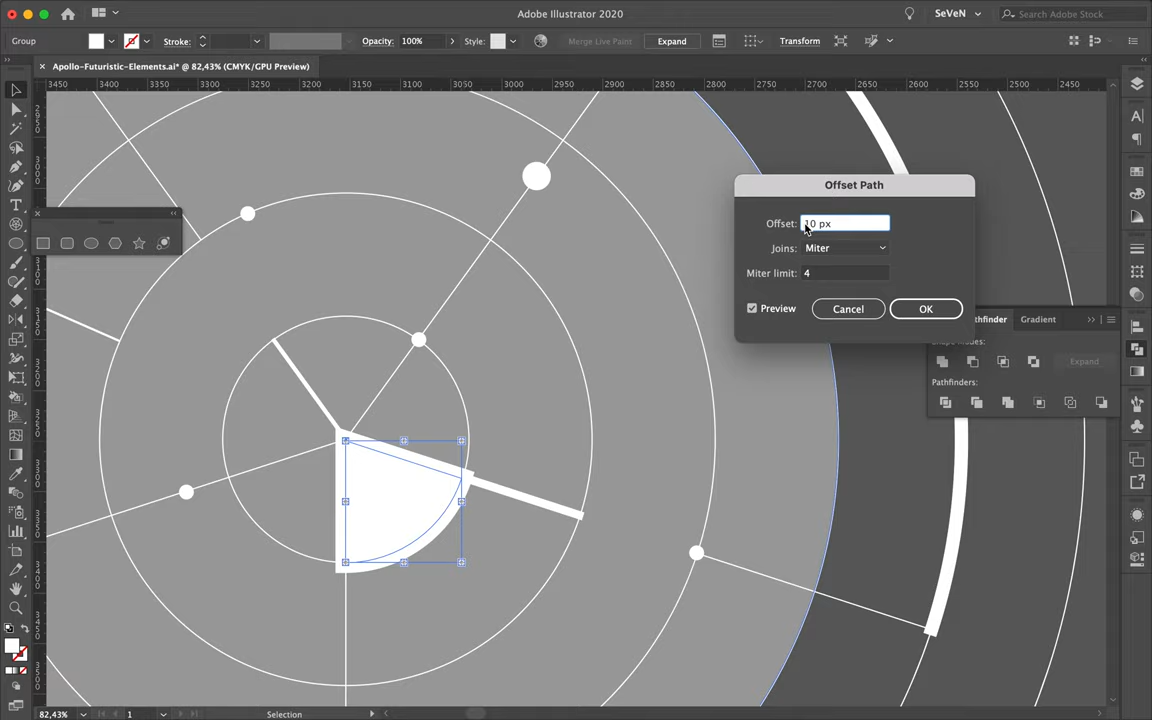 Adobe Illustrator 2020
SeVeN
Search Adobe Stock
Group
Stroke:
Opacity: 100%
Style:
Merge Live Paint
Expand
Transform
Apollo-Futuristic-Elements.ai* @ 82,43% (CMYK/GPU Preview)
3450 3400 3350 3300 3250 3200 3150 3100 3050 3000 2950 2900 2850 2800 2750 2700 2650 2600 2550 2500 2450
Offset Path
Offset: 10 px
Joins: Miter
Miter limit: 4
Preview
Cancel
OK
Gradient
Expand
Pathfinders:
82,43%
1
Selection